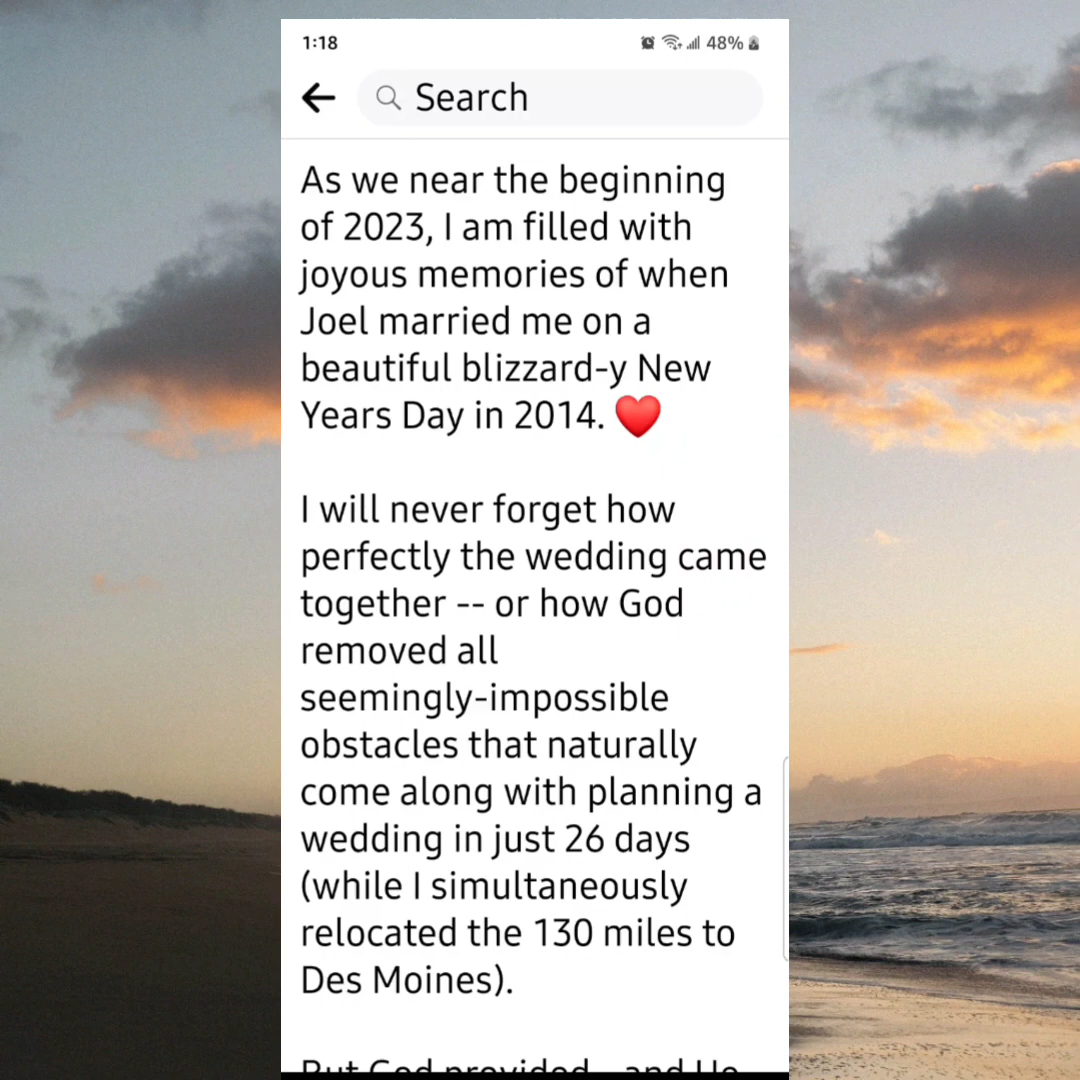 1:18 48%
Search
As we near the beginning
of 2023, I am filled with
joyous memories of when
Joel married me on a
beautiful blizzard-y New
Years Day in 2014. ❤️
I will never forget how
perfectly the wedding came
together -- or how God
removed all
seemingly-impossible
obstacles that naturally
come along with planning a
wedding in just 26 days
(while I simultaneously
relocated the 130 miles to
Des Moines).
But God provided